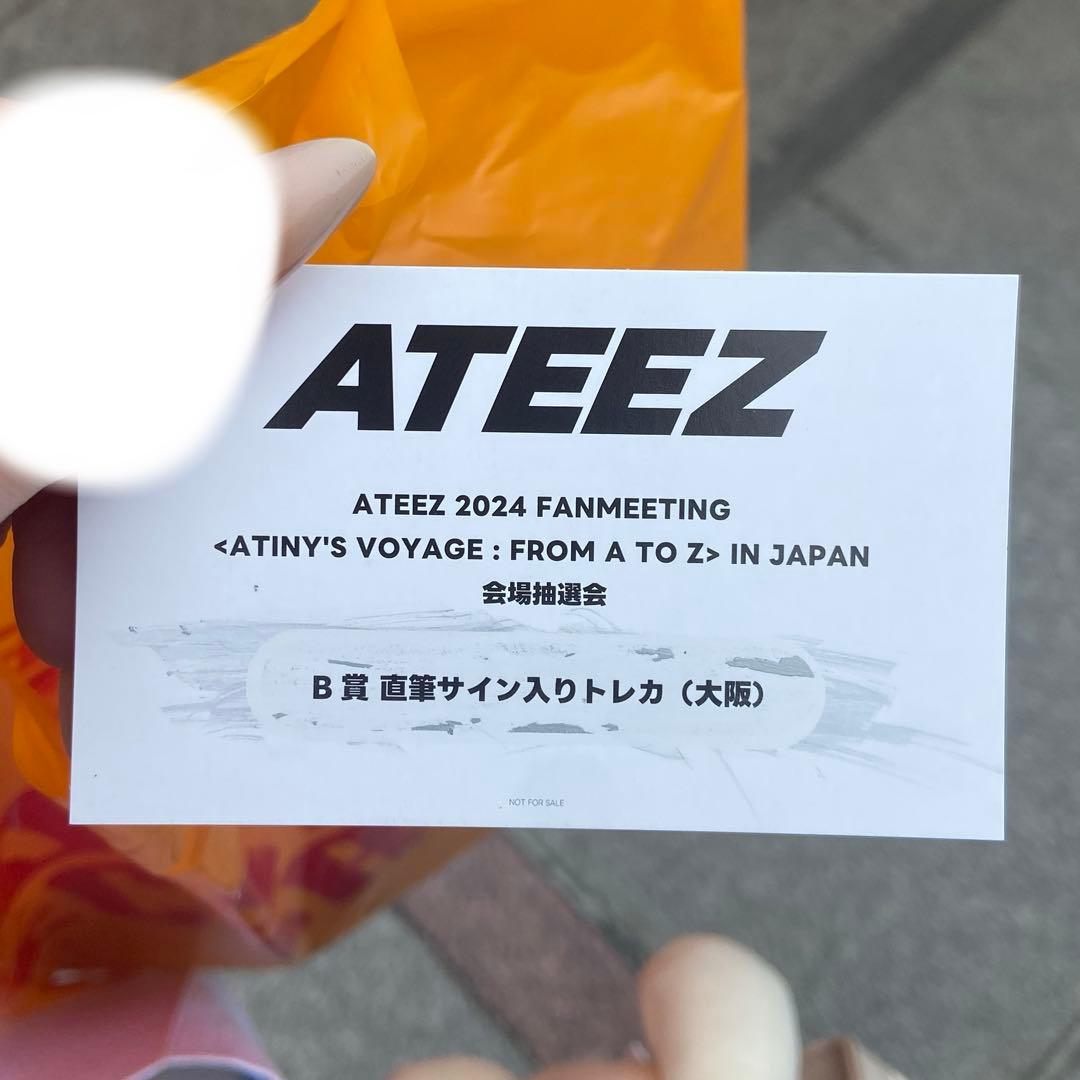 ATEEZ
ATEEZ 2024 FANMEETING
<ATINY'S VOYAGE : FROM A TO Z> IN JAPAN
会場抽選会
B賞 直筆サイン入りトレカ（大阪）
NOT FOR SALE